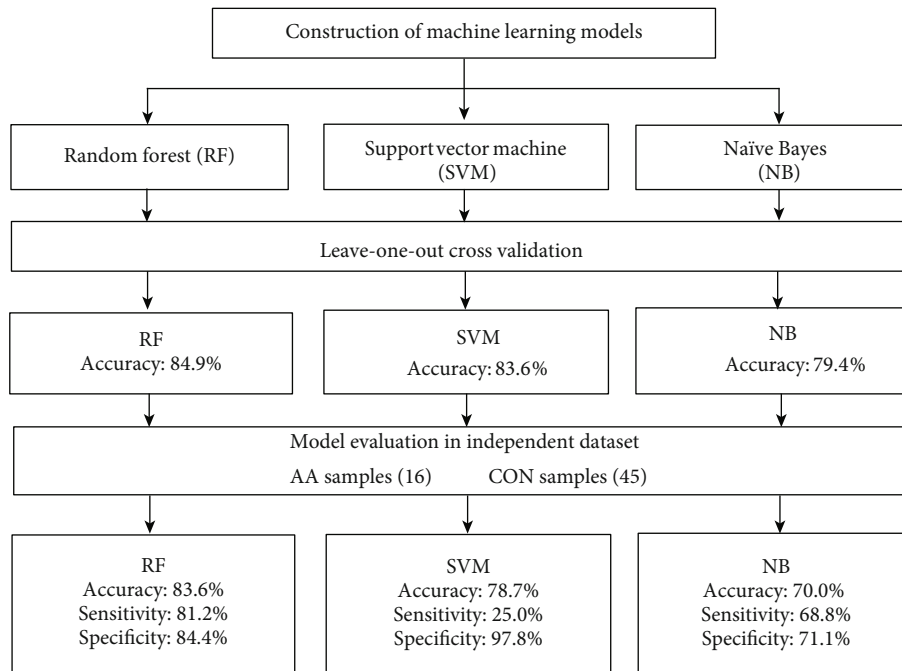 Construction of machine learning models
Random forest (RF)
Support vector machine
(SVM)
Naïve Bayes
(NB)
Leave-one-out cross validation
RF
Accuracy: 84.9%
SVM
Accuracy: 83.6%
NB
Accuracy: 79.4%
Model evaluation in independent dataset
AA samples (16) CON samples (45)
RF
Accuracy: 83.6%
Sensitivity: 81.2%
Specificity: 84.4%
SVM
Accuracy: 78.7%
Sensitivity: 25.0%
Specificity: 97.8%
NB
Accuracy: 70.0%
Sensitivity: 68.8%
Specificity: 71.1%